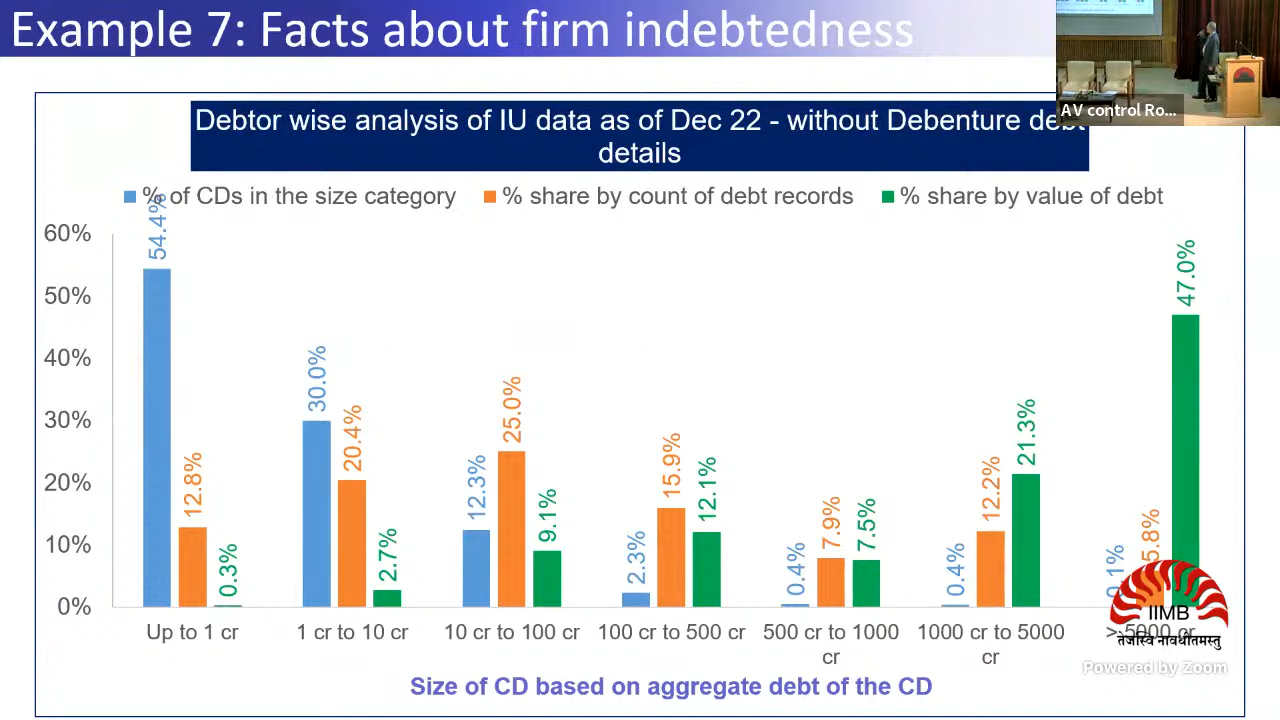 Example 7: Facts about firm indebtedness
AV control Ro...
Debtor wise analysis of IU data as of Dec 22 - without Debenture debt
details
% of CDs in the size category
% share by count of debt records
% share by value of debt
60%
50%
40%
30%
20%
10%
0%
54.4%
12.8%
0.3%
30.0%
20.4%
2.7%
12.3%
25.0%
9.1%
2.3%
15.9%
12.1%
0.4%
7.9%
7.5%
0.4%
12.2%
21.3%
0.1%
5.8%
47.0%
Up to 1 cr
1 cr to 10 cr
10 cr to 100 cr
100 cr to 500 cr
500 cr to 1000
cr
1000 cr to 5000
cr
> 5000 cr
Size of CD based on aggregate debt of the CD
IIMB
तेजस्वि नावधीतमस्तु
Powered by Zoom